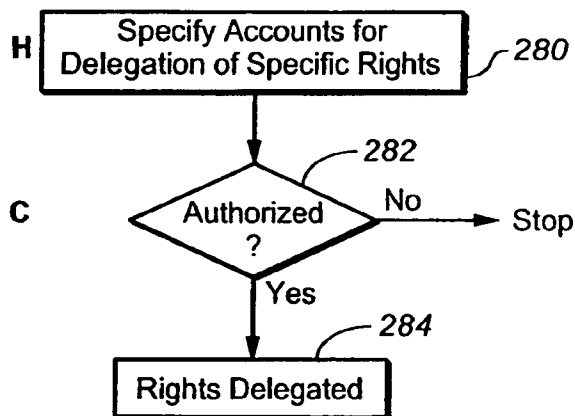 H
Specify Accounts for
Delegation of Specific Rights
280
282
C
Authorized
?
No
Stop
Yes
284
Rights Delegated